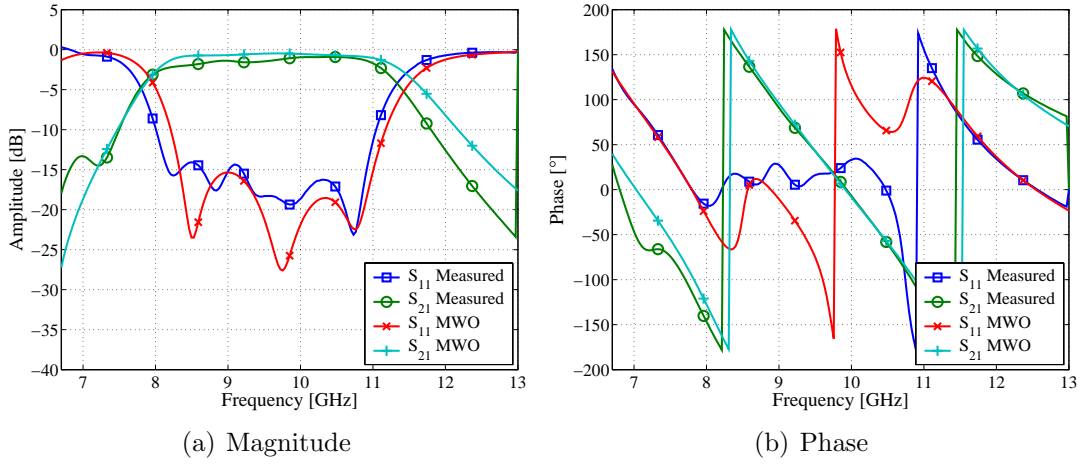 5
0
−5
−10
−15
−20
−25
−30
−35
−40
Amplitude [dB]
7 8 9 10 11 12 13
Frequency [GHz]
S11 Measured
S21 Measured
S11 MWO
S21 MWO
(a) Magnitude
200
150
100
50
0
−50
−100
−150
−200
Phase [°]
7 8 9 10 11 12 13
Frequency [GHz]
S11 Measured
S21 Measured
S11 MWO
S21 MWO
(b) Phase